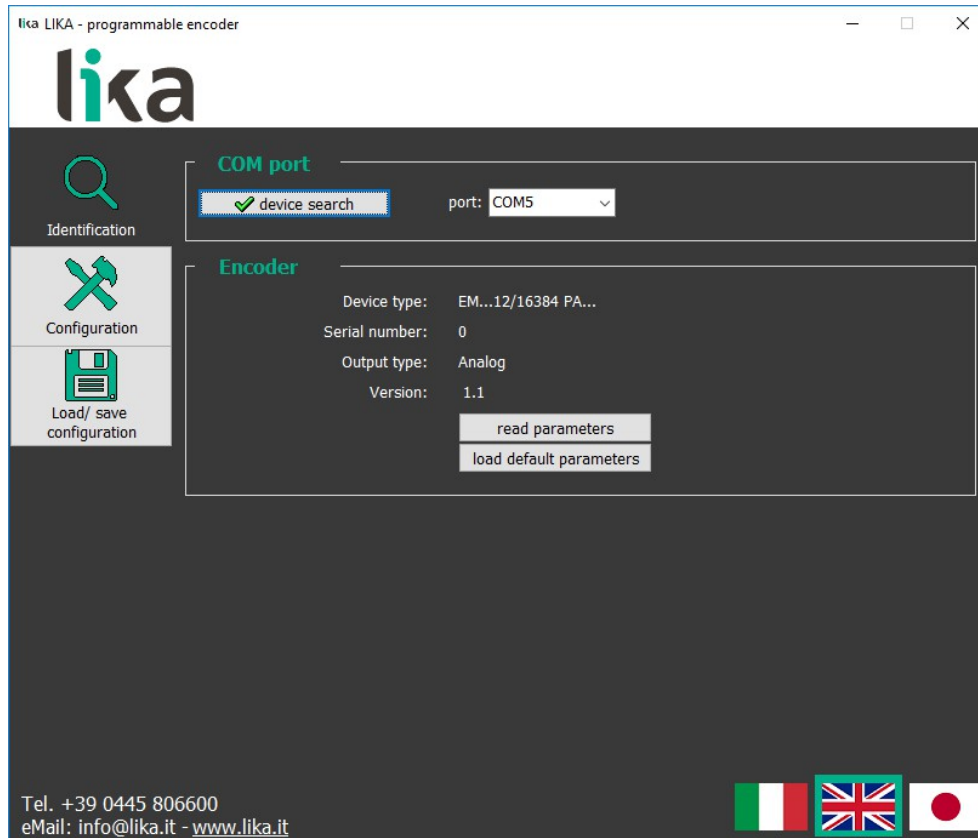 lika LIKA - programmable encoder
lika
Identification
Configuration
Load/ save
configuration
COM port
device search
port: COM5
Encoder
Device type: EM...12/16384 PA...
Serial number: 0
Output type: Analog
Version: 1.1
read parameters
load default parameters
Tel. +39 0445 806600
eMail: info@lika.it - www.lika.it